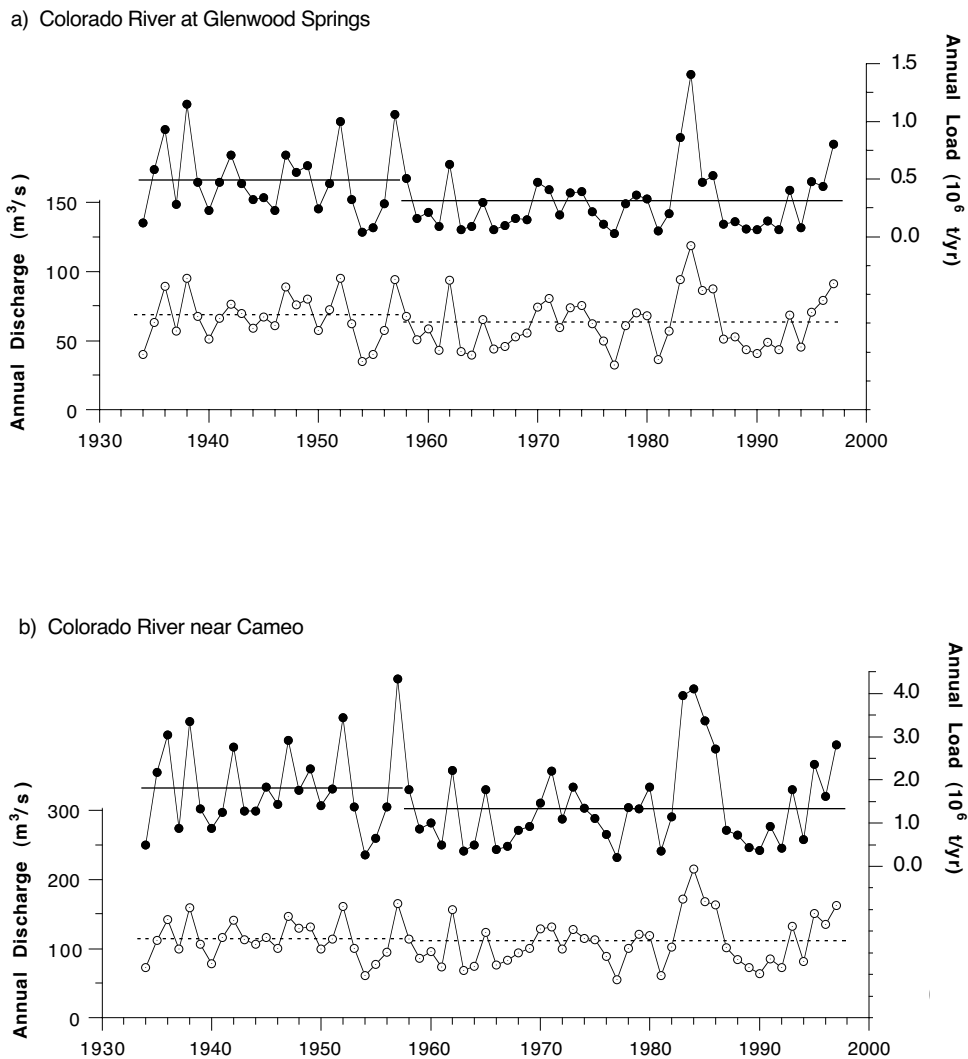 a) Colorado River at Glenwood Springs
Annual Discharge (m³/s)
150
100
50
0
1930 1940 1950 1960 1970 1980 1990 2000
1.5
1.0
0.5
0.0
Annual Load (10⁶ t/yr)
b) Colorado River near Cameo
Annual Discharge (m³/s)
300
200
100
0
1930 1940 1950 1960 1970 1980 1990 2000
4.0
3.0
2.0
1.0
0.0
Annual Load (10⁶ t/yr)